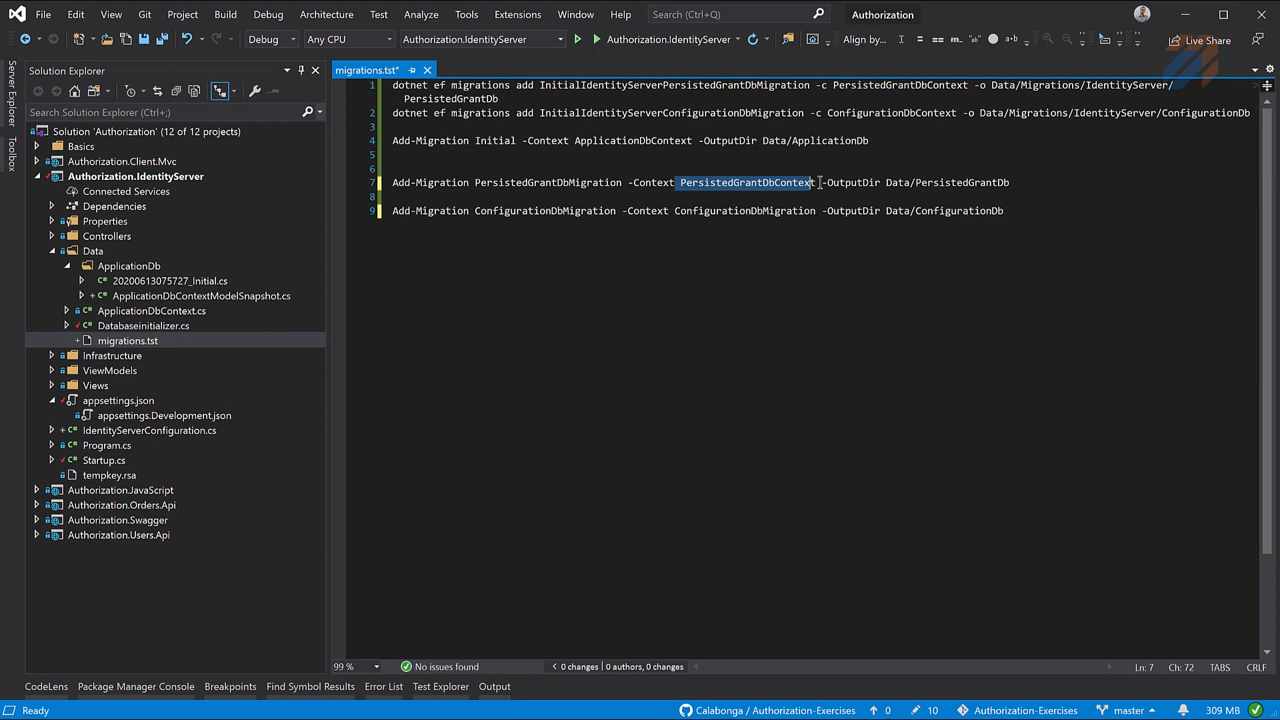 File Edit View Git Project Build Debug Architecture Test Analyze Tools Extensions Window Help Search (Ctrl+;) Authorization
Debug Any CPU Authorization.IdentityServer Authorization.IdentityServer Align by... Live Share
Server Explorer
Toolbox
Solution Explorer
Search Solution Explorer (Ctrl+;)
Solution 'Authorization' (12 of 12 projects)
Basics
Authorization.Client.Mvc
Authorization.IdentityServer
Connected Services
Dependencies
Properties
Controllers
Data
ApplicationDb
20200613075727_Initial.cs
ApplicationDbContextModelSnapshot.cs
ApplicationDbContext.cs
DatabaseInitializer.cs
migrations.tst
Infrastructure
ViewModels
Views
appsettings.json
appsettings.Development.json
IdentityServerConfiguration.cs
Program.cs
Startup.cs
tempkey.rsa
Authorization.JavaScript
Authorization.Orders.Api
Authorization.Swagger
Authorization.Users.Api
migrations.tst*
1 dotnet ef migrations add InitialIdentityServerPersistedGrantDbMigration -c PersistedGrantDbContext -o Data/Migrations/IdentityServer/
PersistedGrantDb
2 dotnet ef migrations add InitialIdentityServerConfigurationDbMigration -c ConfigurationDbContext -o Data/Migrations/IdentityServer/ConfigurationDb
3
4 Add-Migration Initial -Context ApplicationDbContext -OutputDir Data/ApplicationDb
5
6
7 Add-Migration PersistedGrantDbMigration -Context PersistedGrantDbContext -OutputDir Data/PersistedGrantDb
8
9 Add-Migration ConfigurationDbMigration -Context ConfigurationDbMigration -OutputDir Data/ConfigurationDb
99 % No issues found 0 changes | 0 authors, 0 changes Ln: 7 Ch: 72 TABS CRLF
CodeLens Package Manager Console Breakpoints Find Symbol Results Error List Test Explorer Output
Ready Calabonga / Authorization-Exercises 0 10 Authorization-Exercises master 309 MB